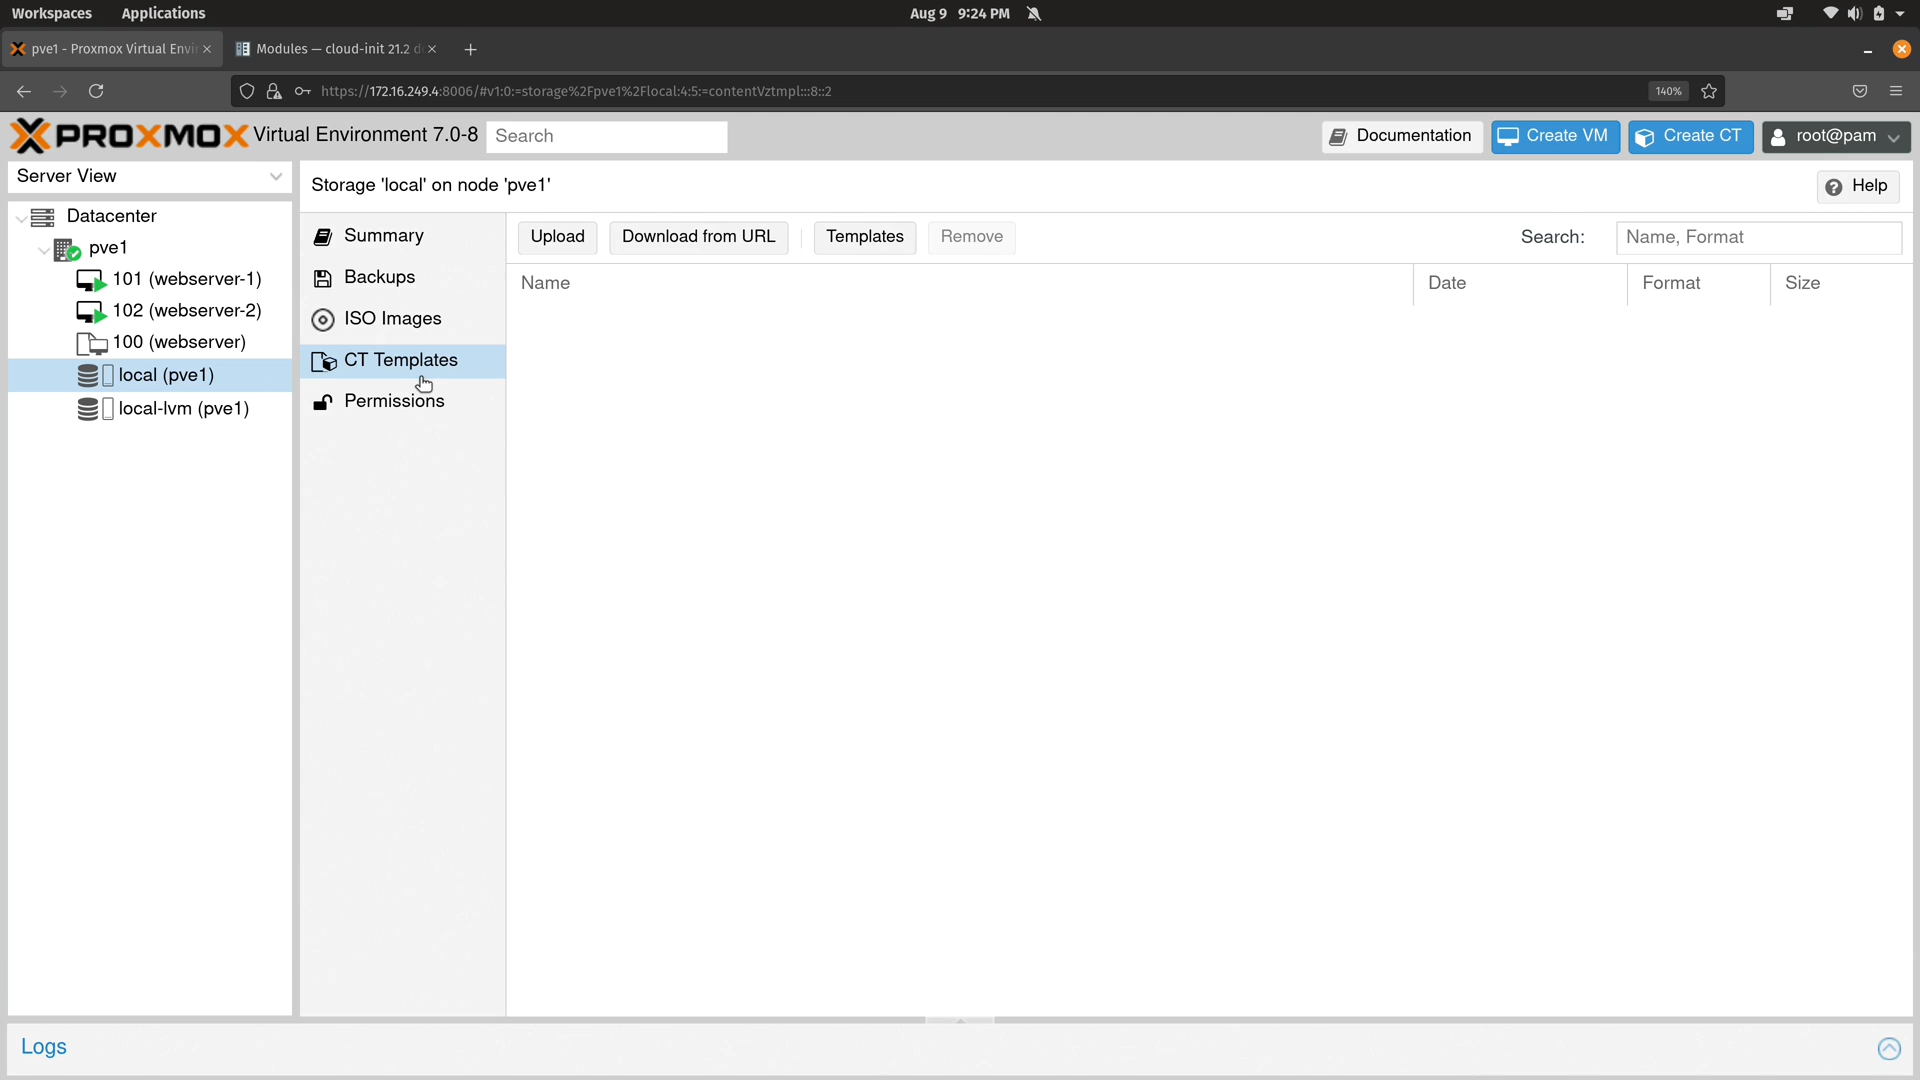 Workspaces Applications Aug 9 9:24 PM
pve1 - Proxmox Virtual Envi Modules — cloud-init 21.2 d
https://172.16.249.4:8006/#v1:0:=storage%2Fpve1%2Flocal:4:5:=contentVztmpl:::8::2 140%
PROXMOX Virtual Environment 7.0-8 Search Documentation Create VM Create CT root@pam
Server View
Storage 'local' on node 'pve1' Help
Datacenter
pve1
101 (webserver-1)
102 (webserver-2)
100 (webserver)
local (pve1)
local-lvm (pve1)
Summary
Backups
ISO Images
CT Templates
Permissions
Upload Download from URL Templates Remove Search: Name, Format
Name Date Format Size
Logs